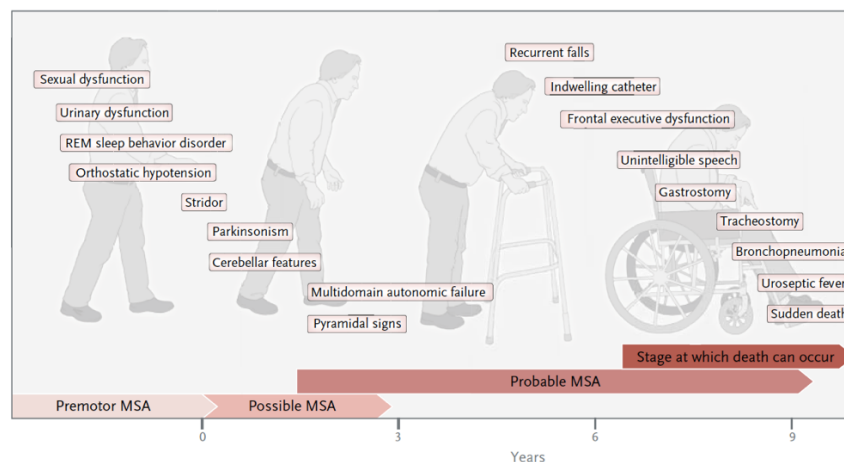 Recurrent falls
Sexual dysfunction
Indwelling catheter
Urinary dysfunction
Frontal executive dysfunction
REM sleep behavior disorder
Unintelligible speech
Orthostatic hypotension
Gastrostomy
Stridor
Tracheostomy
Parkinsonism
Bronchopneumonia
Cerebellar features
Uroseptic fever
Multidomain autonomic failure
Sudden death
Pyramidal signs
Stage at which death can occur
Probable MSA
Premotor MSA
Possible MSA
0
3
6
9
Years